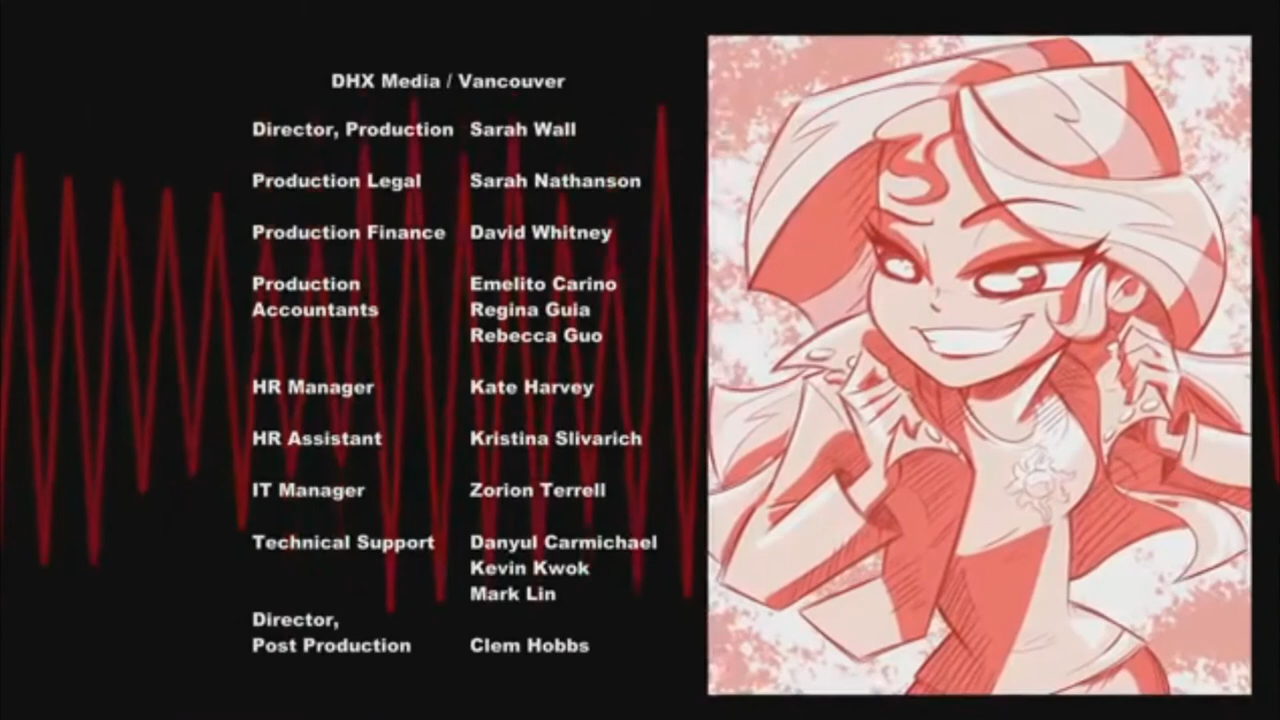 DHX Media / Vancouver
Director, Production Sarah Wall
Production Legal Sarah Nathanson
Production Finance David Whitney
Production Emelito Carino
Accountants Regina Guia
Rebecca Guo
HR Manager Kate Harvey
HR Assistant Kristina Slivarich
IT Manager Zorion Terrell
Technical Support Danyul Carmichael
Kevin Kwok
Mark Lin
Director,
Post Production Clem Hobbs